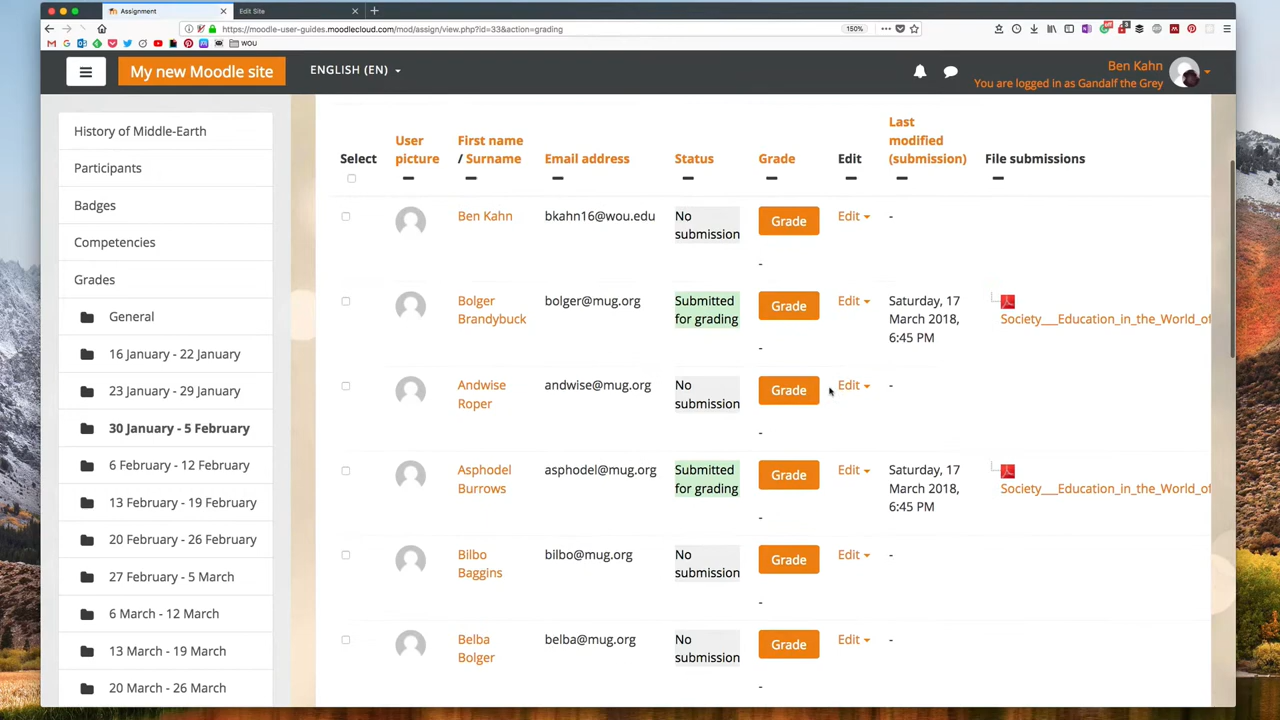 Assignment
Edit Site
https://moodle-user-guides.moodlecloud.com/mod/assign/view.php?id=33&action=grading
150%
WOU
My new Moodle site
ENGLISH (EN)
Ben Kahn
You are logged in as Gandalf the Grey
History of Middle-Earth
Participants
Badges
Competencies
Grades
General
16 January - 22 January
23 January - 29 January
30 January - 5 February
6 February - 12 February
13 February - 19 February
20 February - 26 February
27 February - 5 March
6 March - 12 March
13 March - 19 March
20 March - 26 March
Select
User picture
First name / Surname
Email address
Status
Grade
Edit
Last modified (submission)
File submissions
Ben Kahn
bkahn16@wou.edu
No submission
Grade
Edit
-
-
Bolger Brandybuck
bolger@mug.org
Submitted for grading
Grade
Edit
Saturday, 17 March 2018, 6:45 PM
Society___Education_in_the_World_of
-
Andwise Roper
andwise@mug.org
No submission
Grade
Edit
-
-
Asphodel Burrows
asphodel@mug.org
Submitted for grading
Grade
Edit
Saturday, 17 March 2018, 6:45 PM
Society___Education_in_the_World_of
-
Bilbo Baggins
bilbo@mug.org
No submission
Grade
Edit
-
-
Belba Bolger
belba@mug.org
No submission
Grade
Edit
-
-